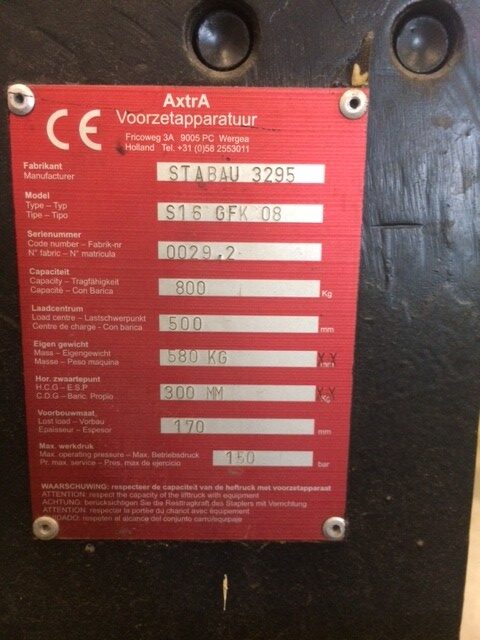 AxtrA
CE Voorzetapparatuur
Fricoweg 3A 9005 PC Wergea
Holland Tel. +31 (0)58 2553011
Fabrikant
Manufacturer STABAU 3295
Model
Type – Typ
Tipe – Tipo S16 GFK 08
Serienummer
Code number – Fabrik-nr
N° fabric – N° matricula 0029.2
Capaciteit
Capacity – Tragfähigkeit
Capacité – Con Barica 800 Kg
Laadcentrum
Load centre – Lastschwerpunkt
Centre de charge - Con barica 500 mm
Eigen gewicht
Mass – Eigengewicht
Masse – Peso maquina 580 KG
Hor. zwaartepunt
H.C.G – E.S.P
C.D.G – Baric. Propio 300 MM
Voorbouwmaat
Lost load – Vorbau
Epaisseur – Espesor 170 mm
Max. werkdruk
Max. operating pressure – Max. Betriebsdruck
Pr. max. service – Pres. max de ejercicio 150 bar
WAARSCHUWING: respecteer de capaciteit van de heftruck met voorzetapparaat
ATTENTION: respect the capacity of the liftruck with equipment
ACHTUNG: berücksichtigen Sie die Resttragkraft des Staplers mit Vorrichtung
ATTENTION: respecter la portée du chariot avec équipement
respeten al alcance del conjunto carro/equipaje